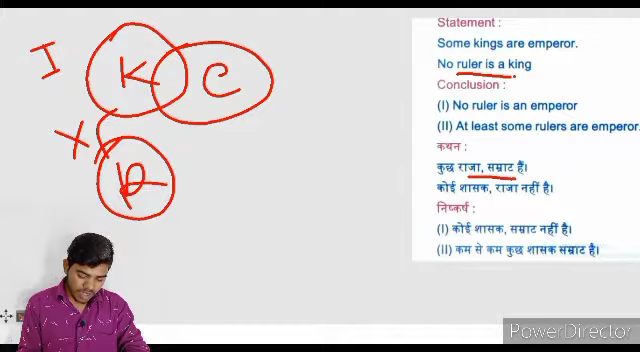 I
K
C
X
R
Statement :
Some kings are emperor.
No ruler is a king
Conclusion :
(I) No ruler is an emperor
(II) At least some rulers are emperor.
कथन :
कुछ राजा, सम्राट हैं।
कोई शासक, राजा नहीं है।
निष्कर्ष :
(I) कोई शासक, सम्राट नहीं है।
(II) कम से कम कुछ शासक सम्राट है।
PowerDirector